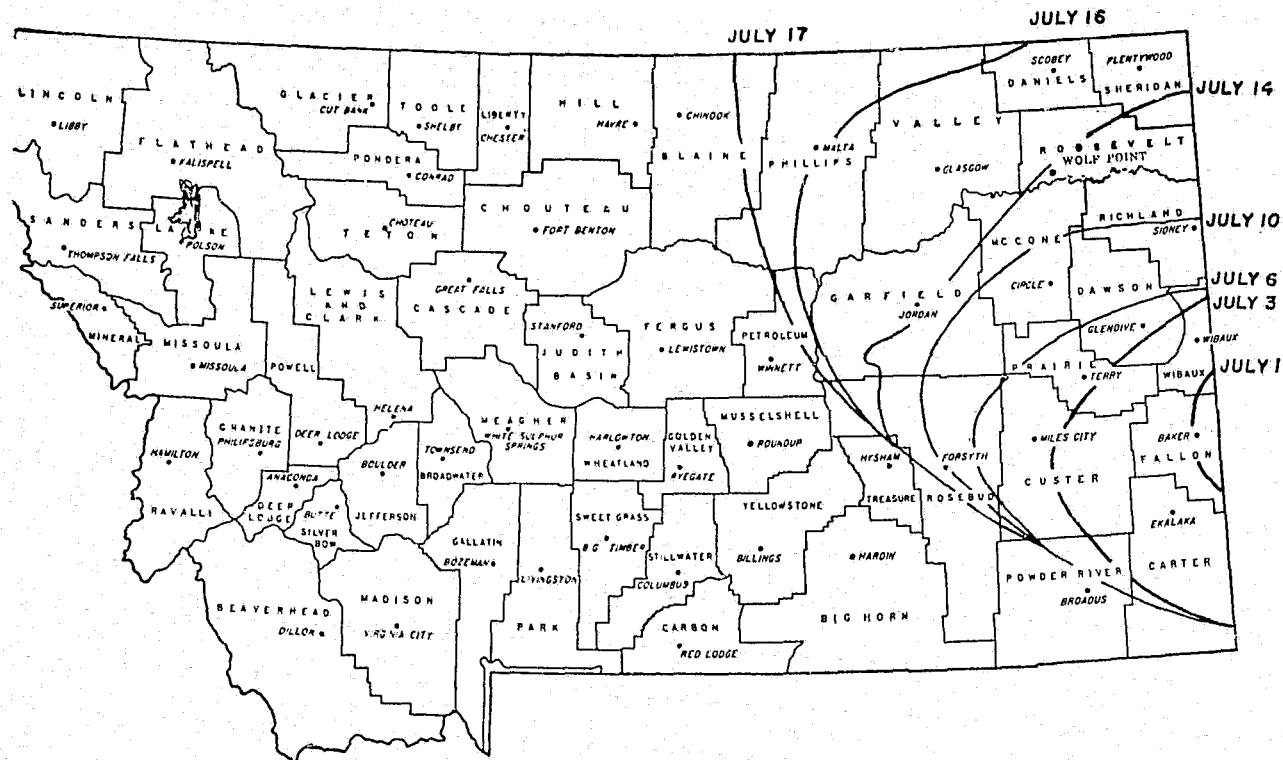 JULY 17
JULY 16
JULY 14
JULY 10
JULY 6
JULY 3
JULY 1
LINCOLN
LIBBY
FLATHEAD
KALISPELL
GLACIER
CUT BANK
TOOLE
SHELBY
LIBERTY
CHESTER
HILL
HAVRE
CHINOOK
BLAINE
MALTA
PHILLIPS
VALLEY
GLASGOW
SCOBEY
DANIELS
PLENTYWOOD
SHERIDAN
ROOSEVELT
WOLF POINT
PONDERA
CONRAD
SANDERS
THOMPSON FALLS
LAKE
POLSON
TETON
CHOTEAU
CHOUTEAU
FORT BENTON
RICHLAND
SIDNEY
MCCONE
CIRCLE
DAWSON
GLENDIVE
WIBAUX
WIBAUX
GARFIELD
JORDAN
PRAIRIE
TERRY
SUPERIOR
MINERAL
MISSOULA
MISSOULA
POWELL
LEWIS
AND
CLARK
GREAT FALLS
CASCADE
STANFORD
JUDITH
BASIN
FERGUS
LEWISTOWN
PETROLEUM
WINNETT
HELENA
MEAGHER
WHITE SULPHUR
SPRINGS
HARLOWTON
WHEATLAND
GOLDEN
VALLEY
RYEGATE
MUSSELSHELL
ROUNDUP
HYSHAM
TREASURE
FORSYTH
ROSEBUD
MILES CITY
CUSTER
BAKER
FALLON
EKALAKA
CARTER
HAMILTON
RAVALLI
GRANITE
PHILIPSBURG
DEER LODGE
ANACONDA
DEER
LODGE
BUTTE
SILVER
BOW
BOULDER
JEFFERSON
TOWNSEND
BROADWATER
GALLATIN
BOZEMAN
LIVINGSTON
PARK
SWEET GRASS
BIG TIMBER
STILLWATER
COLUMBUS
YELLOWSTONE
BILLINGS
HARDIN
BIG HORN
POWDER RIVER
BROADUS
BEAVERHEAD
DILLON
MADISON
VIRGINIA CITY
CARBON
RED LODGE